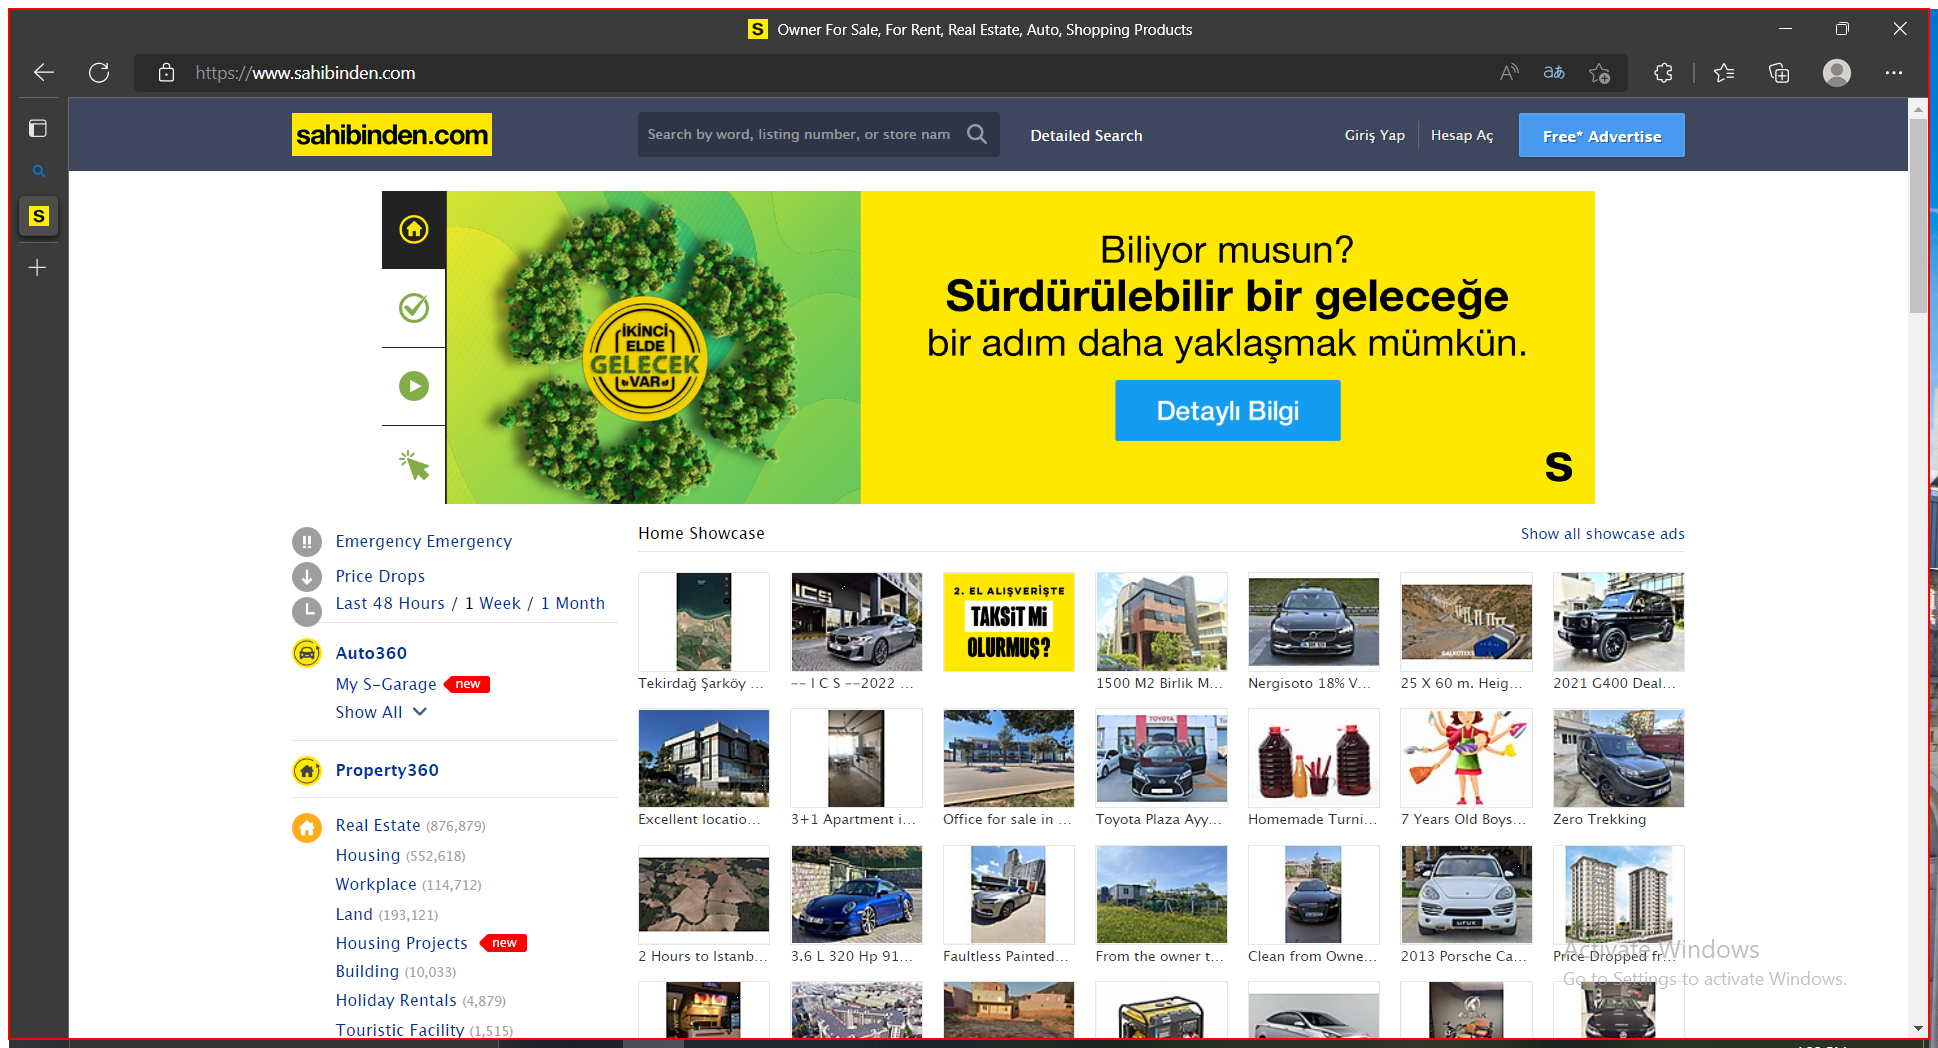 S Owner For Sale, For Rent, Real Estate, Auto, Shopping Products
https://www.sahibinden.com
sahibinden.com
Search by word, listing number, or store nam
Detailed Search
Giriş Yap
Hesap Aç
Free* Advertise
S
Biliyor musun?
Sürdürülebilir bir geleceğe
bir adım daha yaklaşmak mümkün.
İKİNCİ
ELDE
GELECEK
VAR
Detaylı Bilgi
S
Emergency Emergency
Price Drops
Last 48 Hours / 1 Week / 1 Month
Auto360
My S-Garage new
Show All
Property360
Real Estate (876,879)
Housing (552,618)
Workplace (114,712)
Land (193,121)
Housing Projects new
Building (10,033)
Holiday Rentals (4,879)
Touristic Facility (1,515)
Home Showcase
Show all showcase ads
ICS
2. EL ALIŞVERİŞTE
TAKSİT Mİ
OLURMUŞ?
Tekirdağ Şarköy ...
-- I C S --2022 ...
1500 M2 Birlik M...
Nergisoto 18% V...
25 X 60 m. Heig...
2021 G400 Deal...
TOYOTA
Excellent locatio...
3+1 Apartment i...
Office for sale in ...
Toyota Plaza Ayy...
Homemade Turni...
7 Years Old Boys...
Zero Trekking
UFUK
2 Hours to Istanb...
3.6 L 320 Hp 91...
Faultless Painted...
From the owner t...
Clean from Owne...
2013 Porsche Ca...
Price Dropped fr...
Activate Windows
Go to Settings to activate Windows.